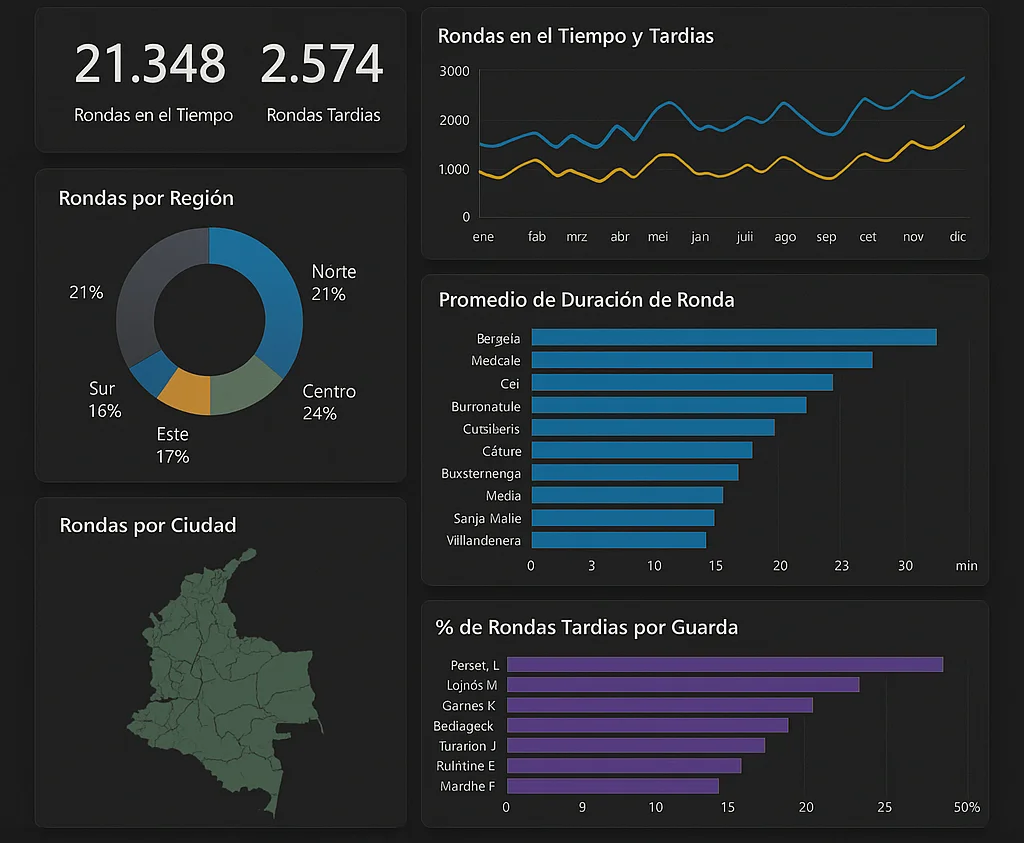 21.348 2.574
Rondas en el Tiempo Rondas Tardias
Rondas en el Tiempo y Tardias
3000
2000
1.000
0
ene fab mrz abr mei jan juli ago sep cet nov dic
Rondas por Región
Norte
21%
21%
Centro
24%
Sur
16%
Este
17%
Promedio de Duración de Ronda
Bergeía
Medcale
Cei
Burronatule
Cutsiberis
Cáture
Buxsternenga
Media
Sanja Malie
Villandenera
0 3 10 15 20 23 30 min
Rondas por Ciudad
% de Rondas Tardias por Guarda
Perset, L
Lojnós M
Garnes K
Bediageck
Turarion J
Rulntine E
Mardhe F
0 9 10 15 20 25 50%